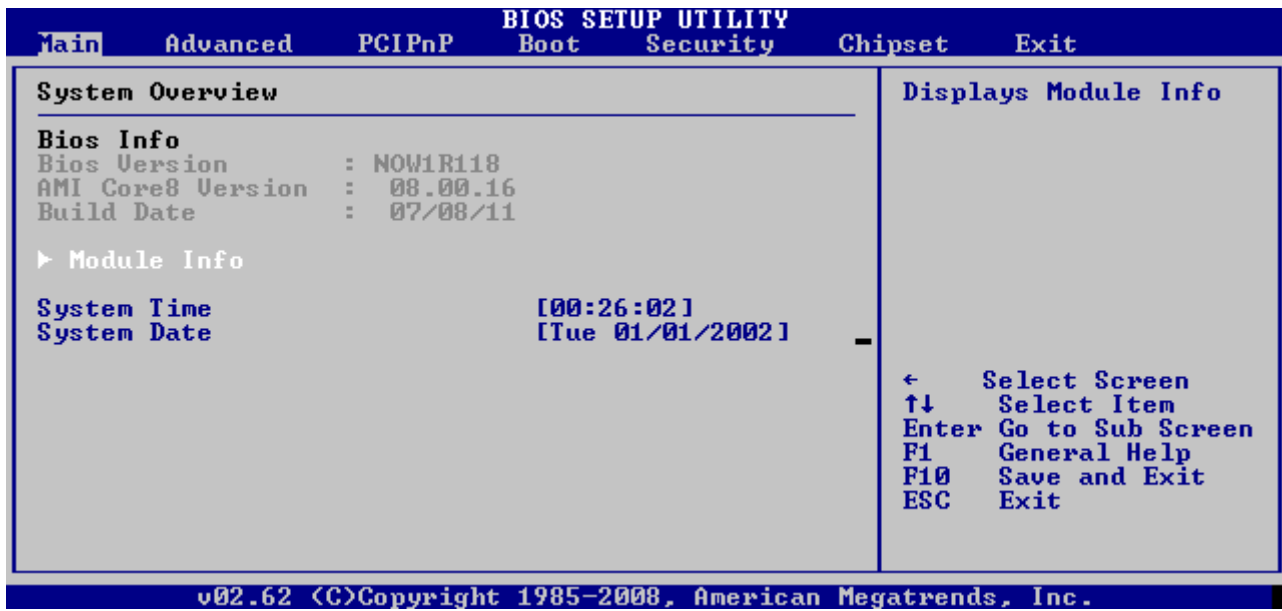 BIOS SETUP UTILITY
Main Advanced PCIPnP Boot Security Chipset Exit
System Overview
Bios Info
Bios Version : NOW1R118
AMI Core8 Version : 08.00.16
Build Date : 07/08/11
► Module Info
System Time [00:26:02]
System Date [Tue 01/01/2002]
Displays Module Info
← Select Screen
↑↓ Select Item
Enter Go to Sub Screen
F1 General Help
F10 Save and Exit
ESC Exit
v02.62 (C)Copyright 1985-2008, American Megatrends, Inc.